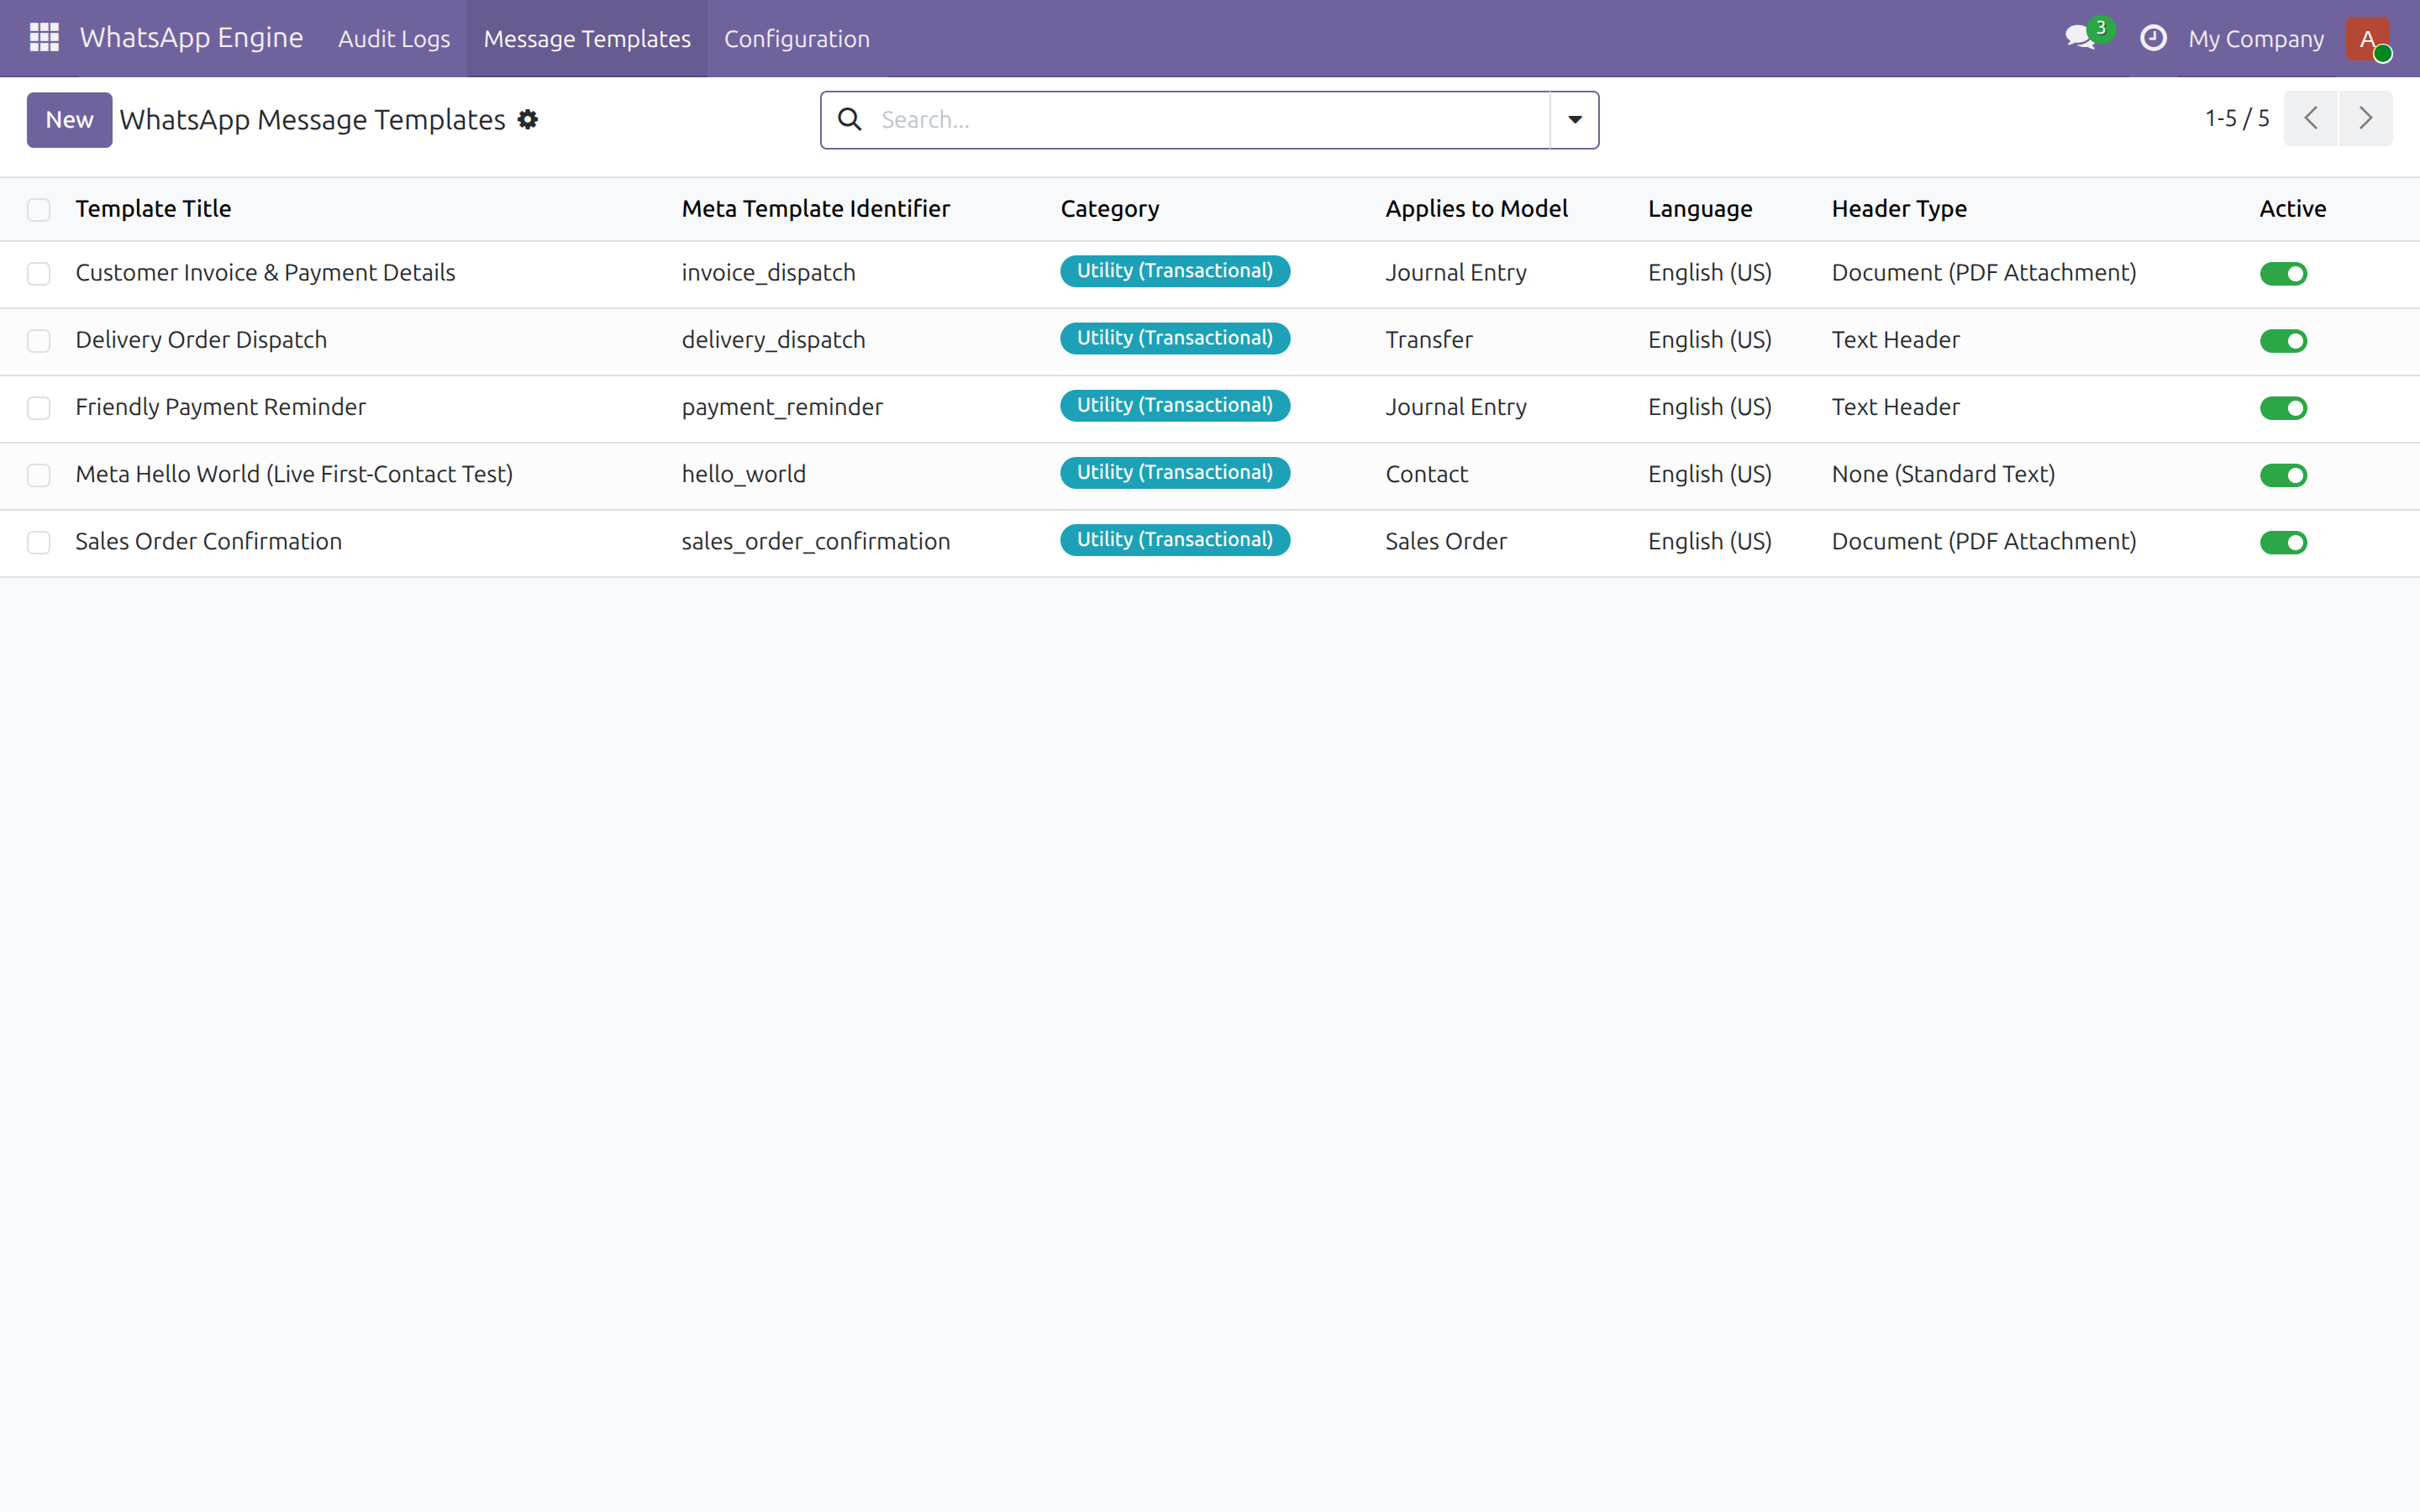 WhatsApp Engine Audit Logs Message Templates Configuration 3 My Company A
New WhatsApp Message Templates Search... 1-5 / 5
Template Title Meta Template Identifier Category Applies to Model Language Header Type Active
Customer Invoice & Payment Details invoice_dispatch Utility (Transactional) Journal Entry English (US) Document (PDF Attachment)
Delivery Order Dispatch delivery_dispatch Utility (Transactional) Transfer English (US) Text Header
Friendly Payment Reminder payment_reminder Utility (Transactional) Journal Entry English (US) Text Header
Meta Hello World (Live First-Contact Test) hello_world Utility (Transactional) Contact English (US) None (Standard Text)
Sales Order Confirmation sales_order_confirmation Utility (Transactional) Sales Order English (US) Document (PDF Attachment)